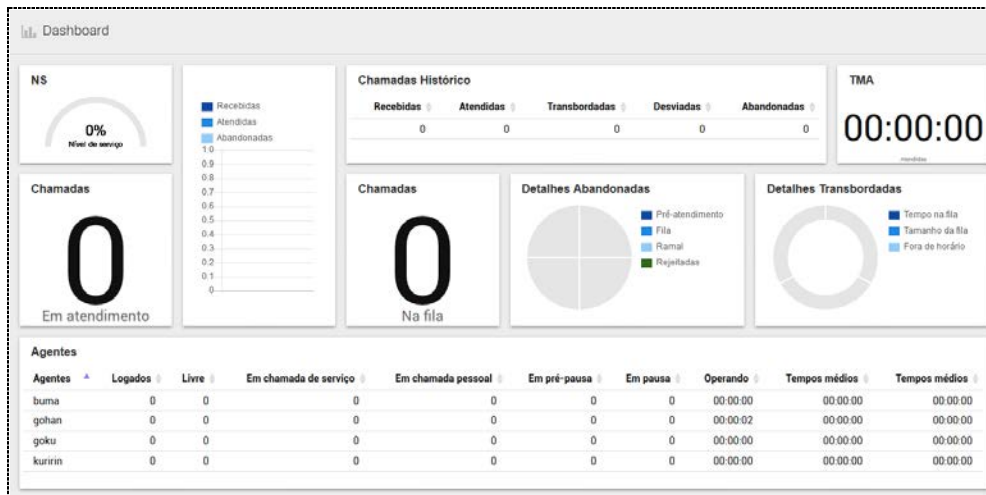 Dashboard
NS
0%
Nível de serviço
Recebidas
Atendidas
Abandonadas
1.0
0.9
0.8
0.7
0.6
0.5
0.4
0.3
0.2
0.1
0
Chamadas Histórico
Recebidas Atendidas Transbordadas Desviadas Abandonadas
0 0 0 0 0
TMA
00:00:00
Atendidas
Chamadas
0
Em atendimento
Chamadas
0
Na fila
Detalhes Abandonadas
Pré-atendimento
Fila
Ramal
Rejeitadas
Detalhes Transbordadas
Tempo na fila
Tamanho da fila
Fora de horário
Agentes
Agentes Logados Livre Em chamada de serviço Em chamada pessoal Em pré-pausa Em pausa Operando Tempos médios Tempos médios
buma 0 0 0 0 0 0 00:00:00 00:00:00 00:00:00
gohan 0 0 0 0 0 0 00:00:02 00:00:00 00:00:00
goku 0 0 0 0 0 0 00:00:00 00:00:00 00:00:00
kuririn 0 0 0 0 0 0 00:00:00 00:00:00 00:00:00